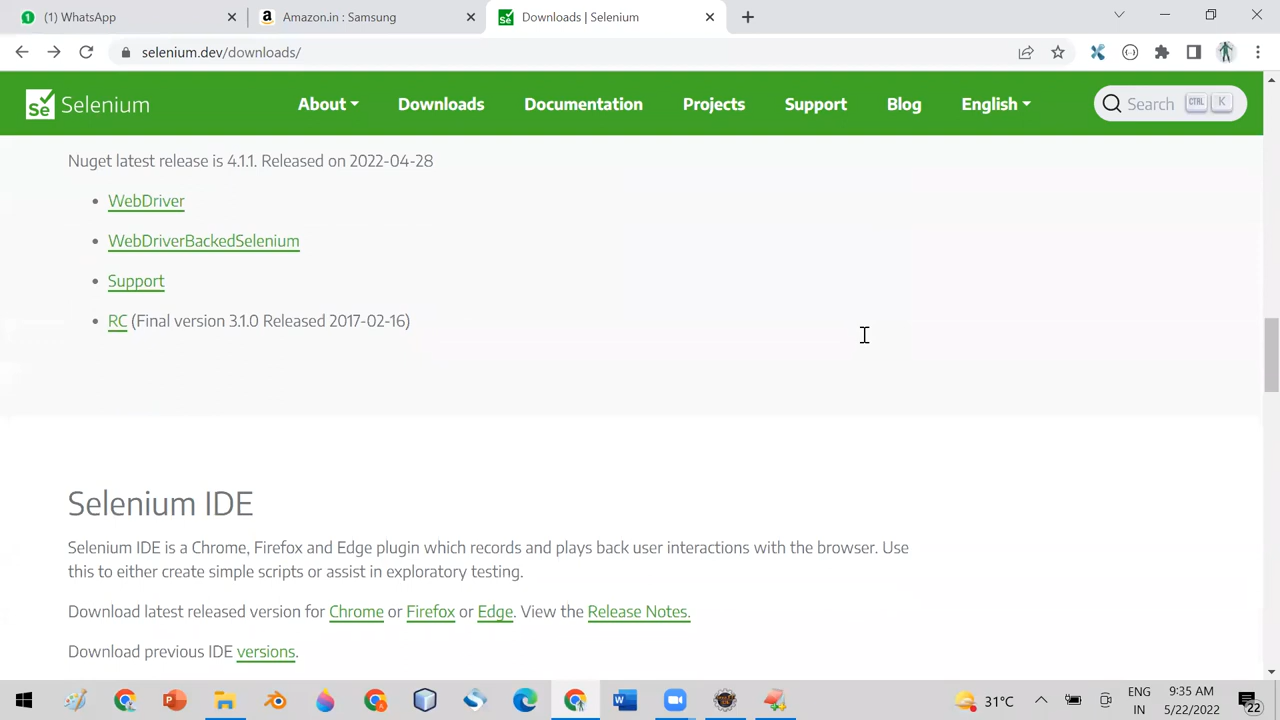 (1) WhatsApp
Amazon.in : Samsung
Downloads | Selenium
selenium.dev/downloads/
Selenium
About
Downloads
Documentation
Projects
Support
Blog
English
Search CTRL K
Nuget latest release is 4.1.1. Released on 2022-04-28
WebDriver
WebDriverBackedSelenium
Support
RC (Final version 3.1.0 Released 2017-02-16)
Selenium IDE
Selenium IDE is a Chrome, Firefox and Edge plugin which records and plays back user interactions with the browser. Use
this to either create simple scripts or assist in exploratory testing.
Download latest released version for Chrome or Firefox or Edge. View the Release Notes.
Download previous IDE versions.
31°C
ENG
IN
9:35 AM
5/22/2022
22